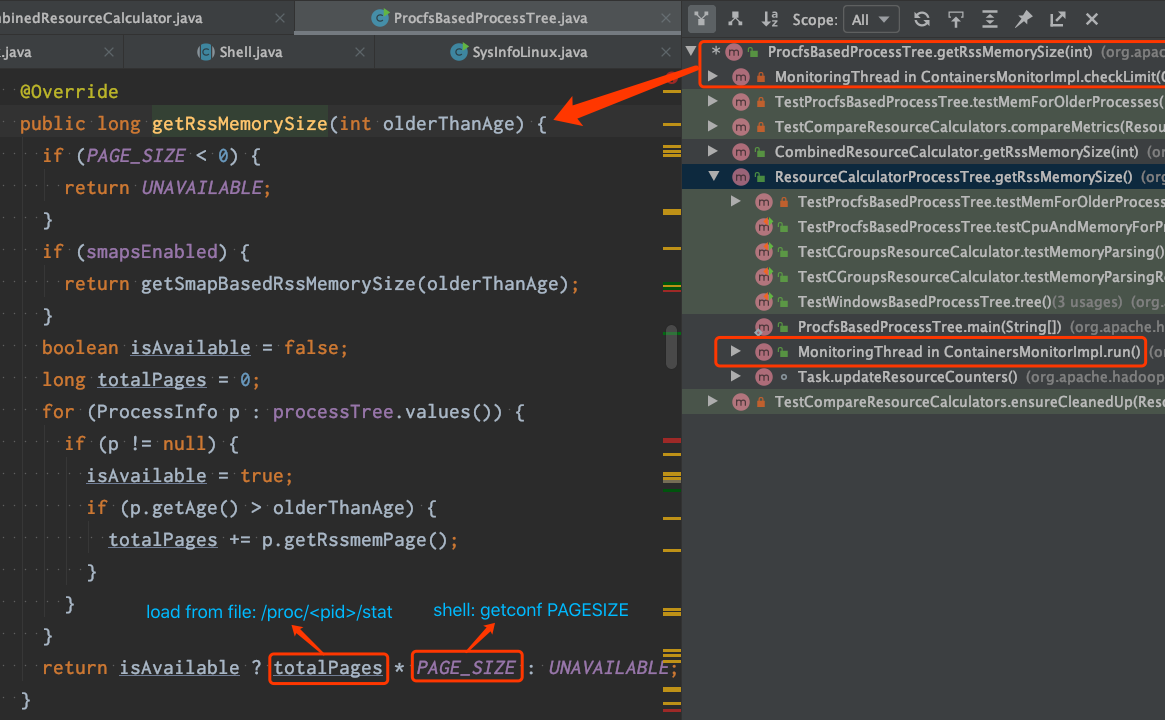 nbinedResourceCalculator.java
ProcfsBasedProcessTree.java
.java
Shell.java
SysInfoLinux.java
@Override
public long getRssMemorySize(int olderThanAge) {
if (PAGE_SIZE < 0) {
return UNAVAILABLE;
}
if (smapsEnabled) {
return getSmapBasedRssMemorySize(olderThanAge);
}
boolean isAvailable = false;
long totalPages = 0;
for (ProcessInfo p : processTree.values()) {
if (p != null) {
isAvailable = true;
if (p.getAge() > olderThanAge) {
totalPages += p.getRssmemPage();
}
}
load from file: /proc/<pid>/stat
shell: getconf PAGESIZE
}
return isAvailable ? totalPages * PAGE_SIZE : UNAVAILABLE;
}
Scope: All
* ProcfsBasedProcessTree.getRssMemorySize(int) (org.apac
MonitoringThread in ContainersMonitorImpl.checkLimit(
TestProcfsBasedProcessTree.testMemForOlderProcesses(
TestCompareResourceCalculators.compareMetrics(Resou
CombinedResourceCalculator.getRssMemorySize(int) (or
ResourceCalculatorProcessTree.getRssMemorySize() (org
TestProcfsBasedProcessTree.testMemForOlderProcess
TestProcfsBasedProcessTree.testCpuAndMemoryForPr
TestCGroupsResourceCalculator.testMemoryParsing()
TestCGroupsResourceCalculator.testMemoryParsingR
TestWindowsBasedProcessTree.tree()(3 usages) (org.
ProcfsBasedProcessTree.main(String[]) (org.apache.h
MonitoringThread in ContainersMonitorImpl.run() (o
Task.updateResourceCounters() (org.apache.hadoop
TestCompareResourceCalculators.ensureCleanedUp(Res